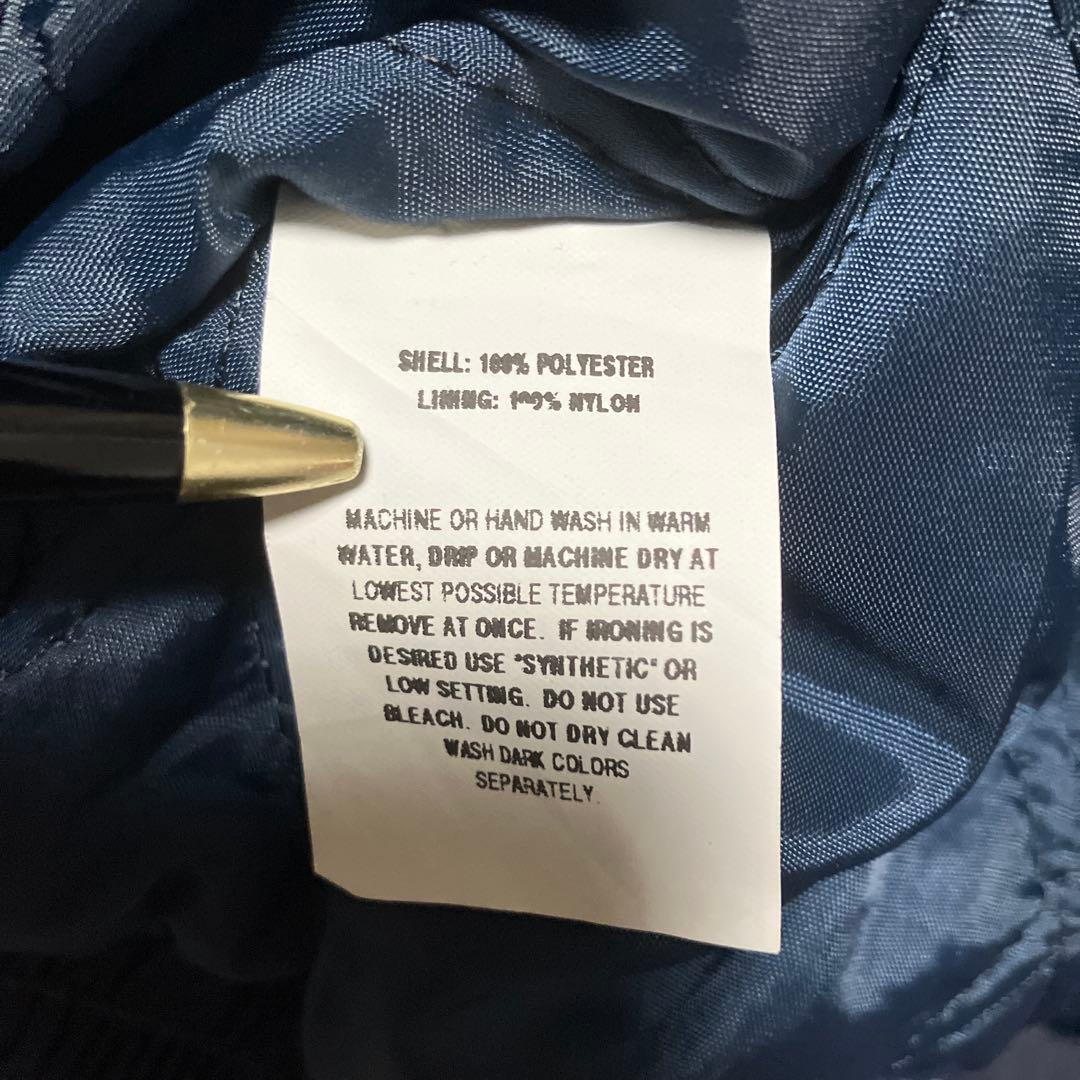 SHELL: 100% POLYESTER
LINING: 100% NYLON
MACHINE OR HAND WASH IN WARM
WATER, DRIP OR MACHINE DRY AT
LOWEST POSSIBLE TEMPERATURE
REMOVE AT ONCE. IF IRONING IS
DESIRED USE "SYNTHETIC" OR
LOW SETTING. DO NOT USE
BLEACH. DO NOT DRY CLEAN
WASH DARK COLORS
SEPARATELY.